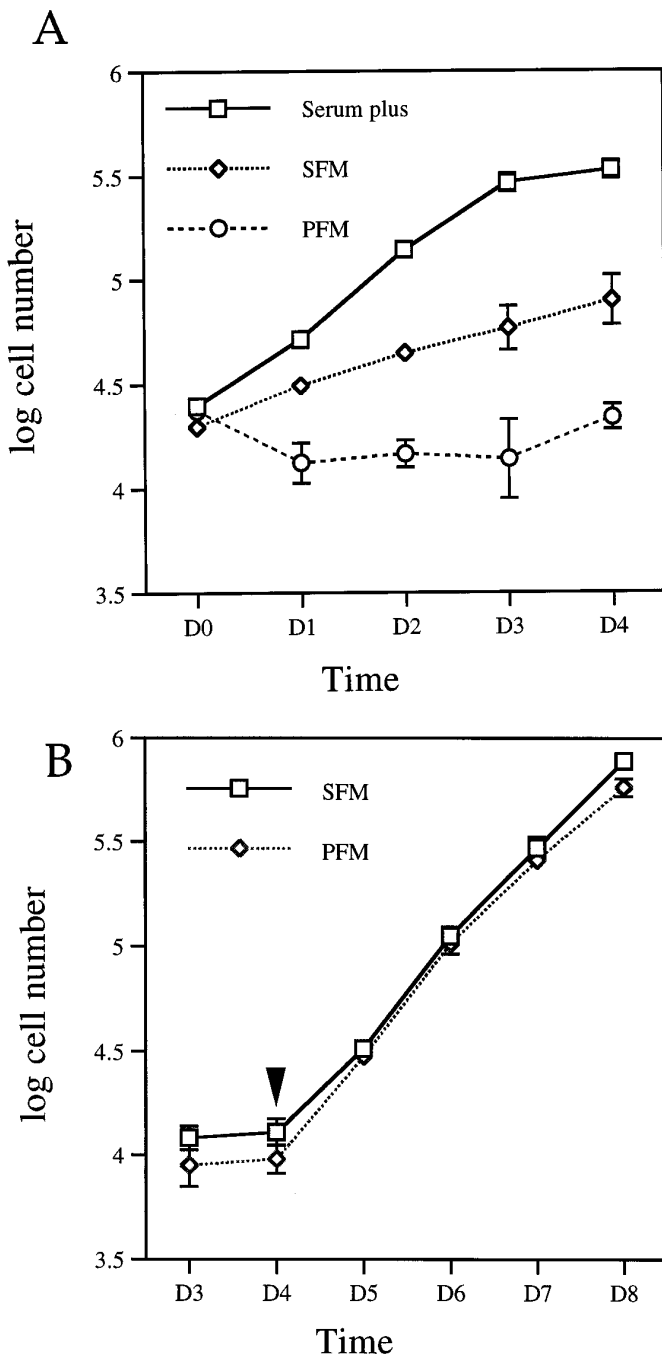 A
6
Serum plus
5.5
SFM
PFM
5
log cell number
4.5
4
3.5
D0 D1 D2 D3 D4
Time
B
6
SFM
PFM
5.5
5
log cell number
4.5
4
3.5
D3 D4 D5 D6 D7 D8
Time